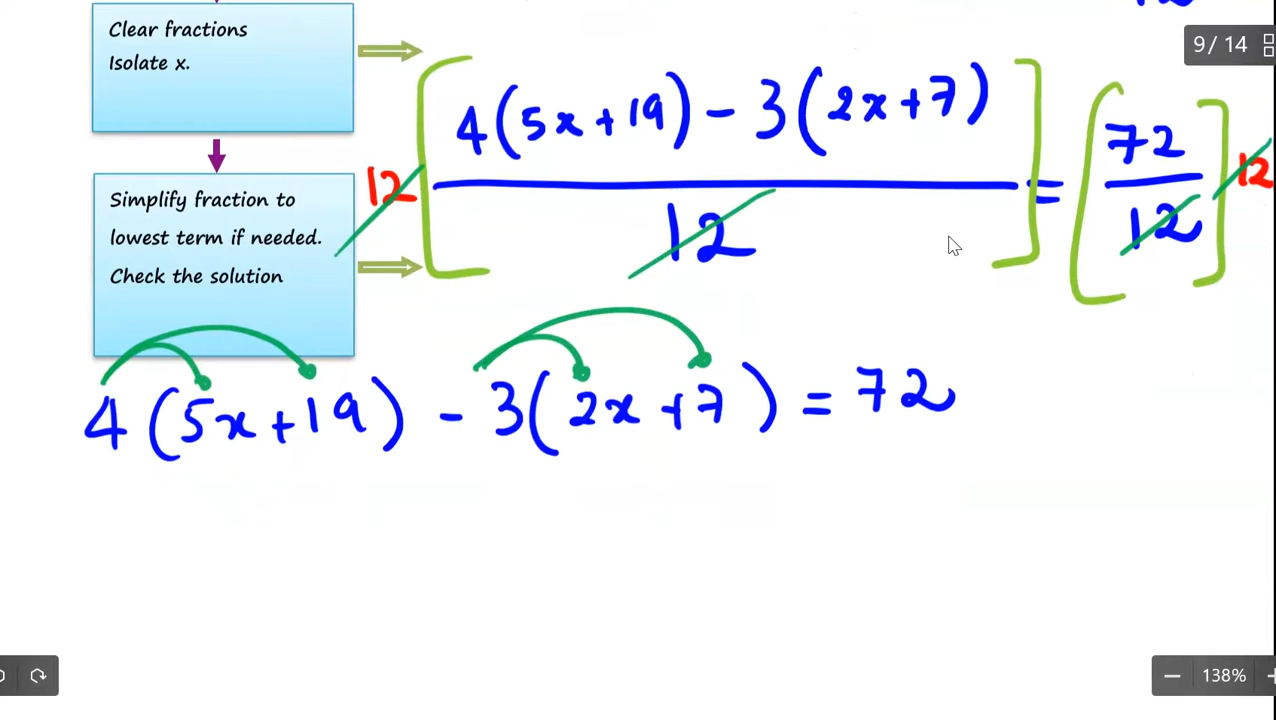 Clear fractions
Isolate x.
9 / 14
12 [ 4(5x+19) - 3(2x+7) / 12 ] = [ 72 / 12 ] 12
Simplify fraction to
lowest term if needed.
Check the solution
4(5x+19) - 3(2x+7) = 72
138%